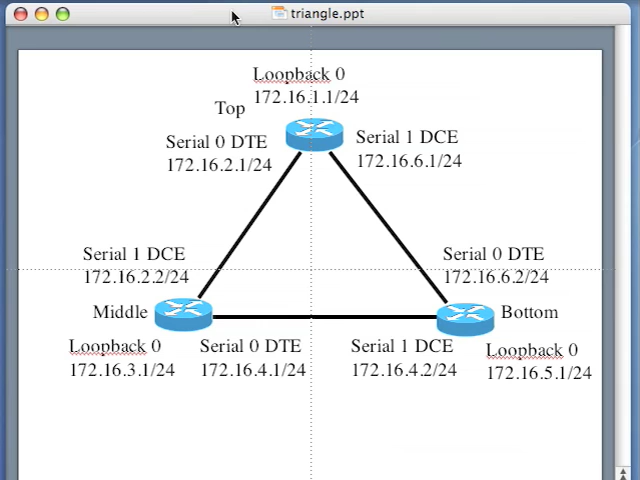 triangle.ppt
Loopback 0
172.16.1.1/24
Top
Serial 0 DTE
172.16.2.1/24
Serial 1 DCE
172.16.6.1/24
Serial 1 DCE
172.16.2.2/24
Serial 0 DTE
172.16.6.2/24
Middle
Bottom
Loopback 0
172.16.3.1/24
Serial 0 DTE
172.16.4.1/24
Serial 1 DCE
172.16.4.2/24
Loopback 0
172.16.5.1/24